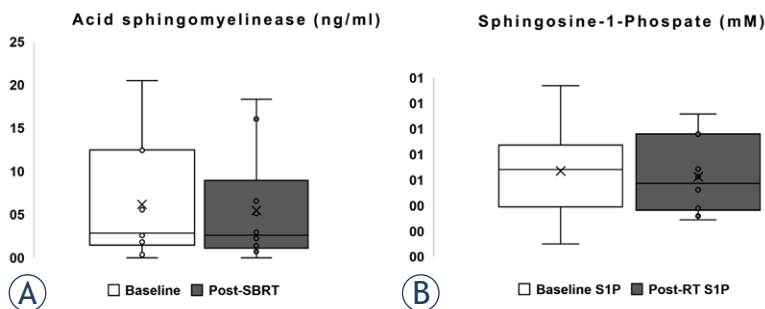 Acid sphingomyelinease (ng/ml)
25
20
15
10
05
00
Baseline
Post-SBRT
A
Sphingosine-1-Phospate (mM)
01
01
01
01
01
00
00
00
Baseline S1P
Post-RT S1P
B